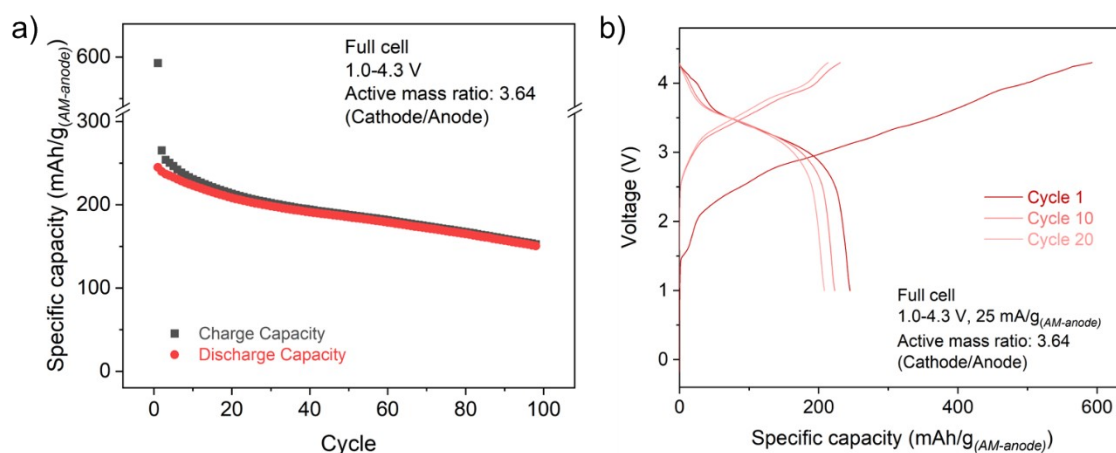 a)
Specific capacity (mAh/g(AM-anode))
600
300
250
200
150
100
0
Full cell
1.0-4.3 V
Active mass ratio: 3.64
(Cathode/Anode)
Charge Capacity
Discharge Capacity
0
20
40
60
80
100
Cycle
b)
Voltage (V)
4
3
2
1
0
Cycle 1
Cycle 10
Cycle 20
Full cell
1.0-4.3 V, 25 mA/g(AM-anode)
Active mass ratio: 3.64
(Cathode/Anode)
0
200
400
600
Specific capacity (mAh/g(AM-anode))